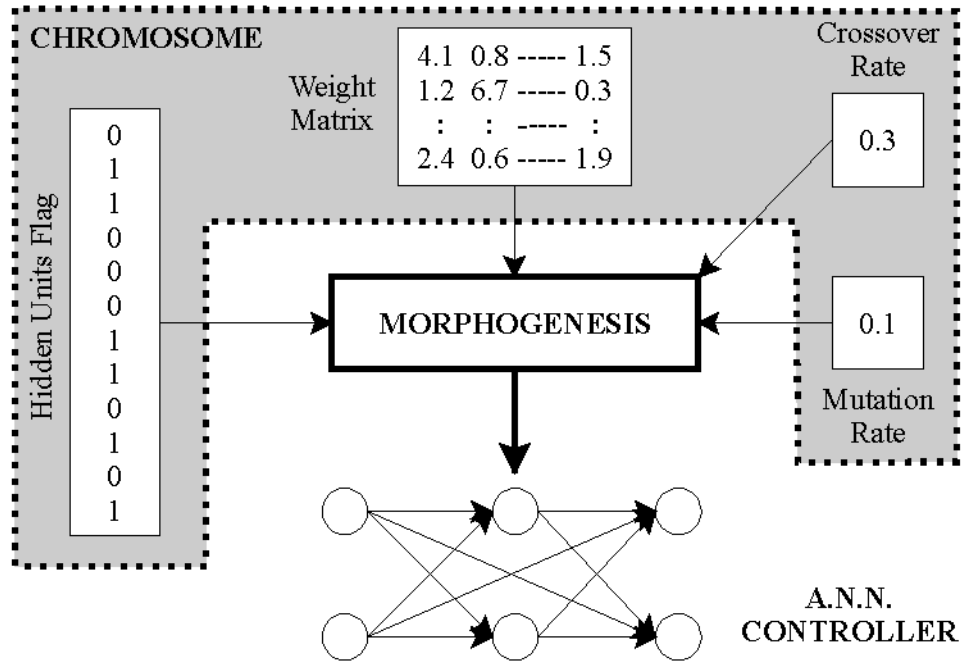 CHROMOSOME
Hidden Units Flag
0
1
1
0
0
0
1
1
0
1
0
1
Weight
Matrix
4.1 0.8 ----- 1.5
1.2 6.7 ----- 0.3
: : ----- :
2.4 0.6 ----- 1.9
Crossover
Rate
0.3
MORPHOGENESIS
0.1
Mutation
Rate
A.N.N.
CONTROLLER